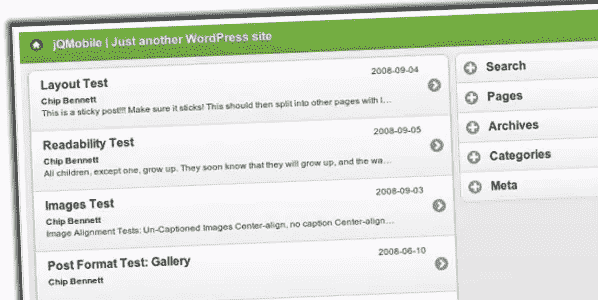 jQMobile | Just another WordPress site
Layout Test
2008-09-04
Chip Bennett
This is a sticky post!!! Make sure it sticks! This should then split into other pages with l...
Readability Test
2008-09-05
Chip Bennett
All children, except one, grow up. They soon know that they will grow up, and the wa...
Images Test
2008-09-03
Chip Bennett
Image Alignment Tests: Un-Captioned Images Center-align, no caption Center-align...
Post Format Test: Gallery
2008-06-10
Chip Bennett
Search
Pages
Archives
Categories
Meta